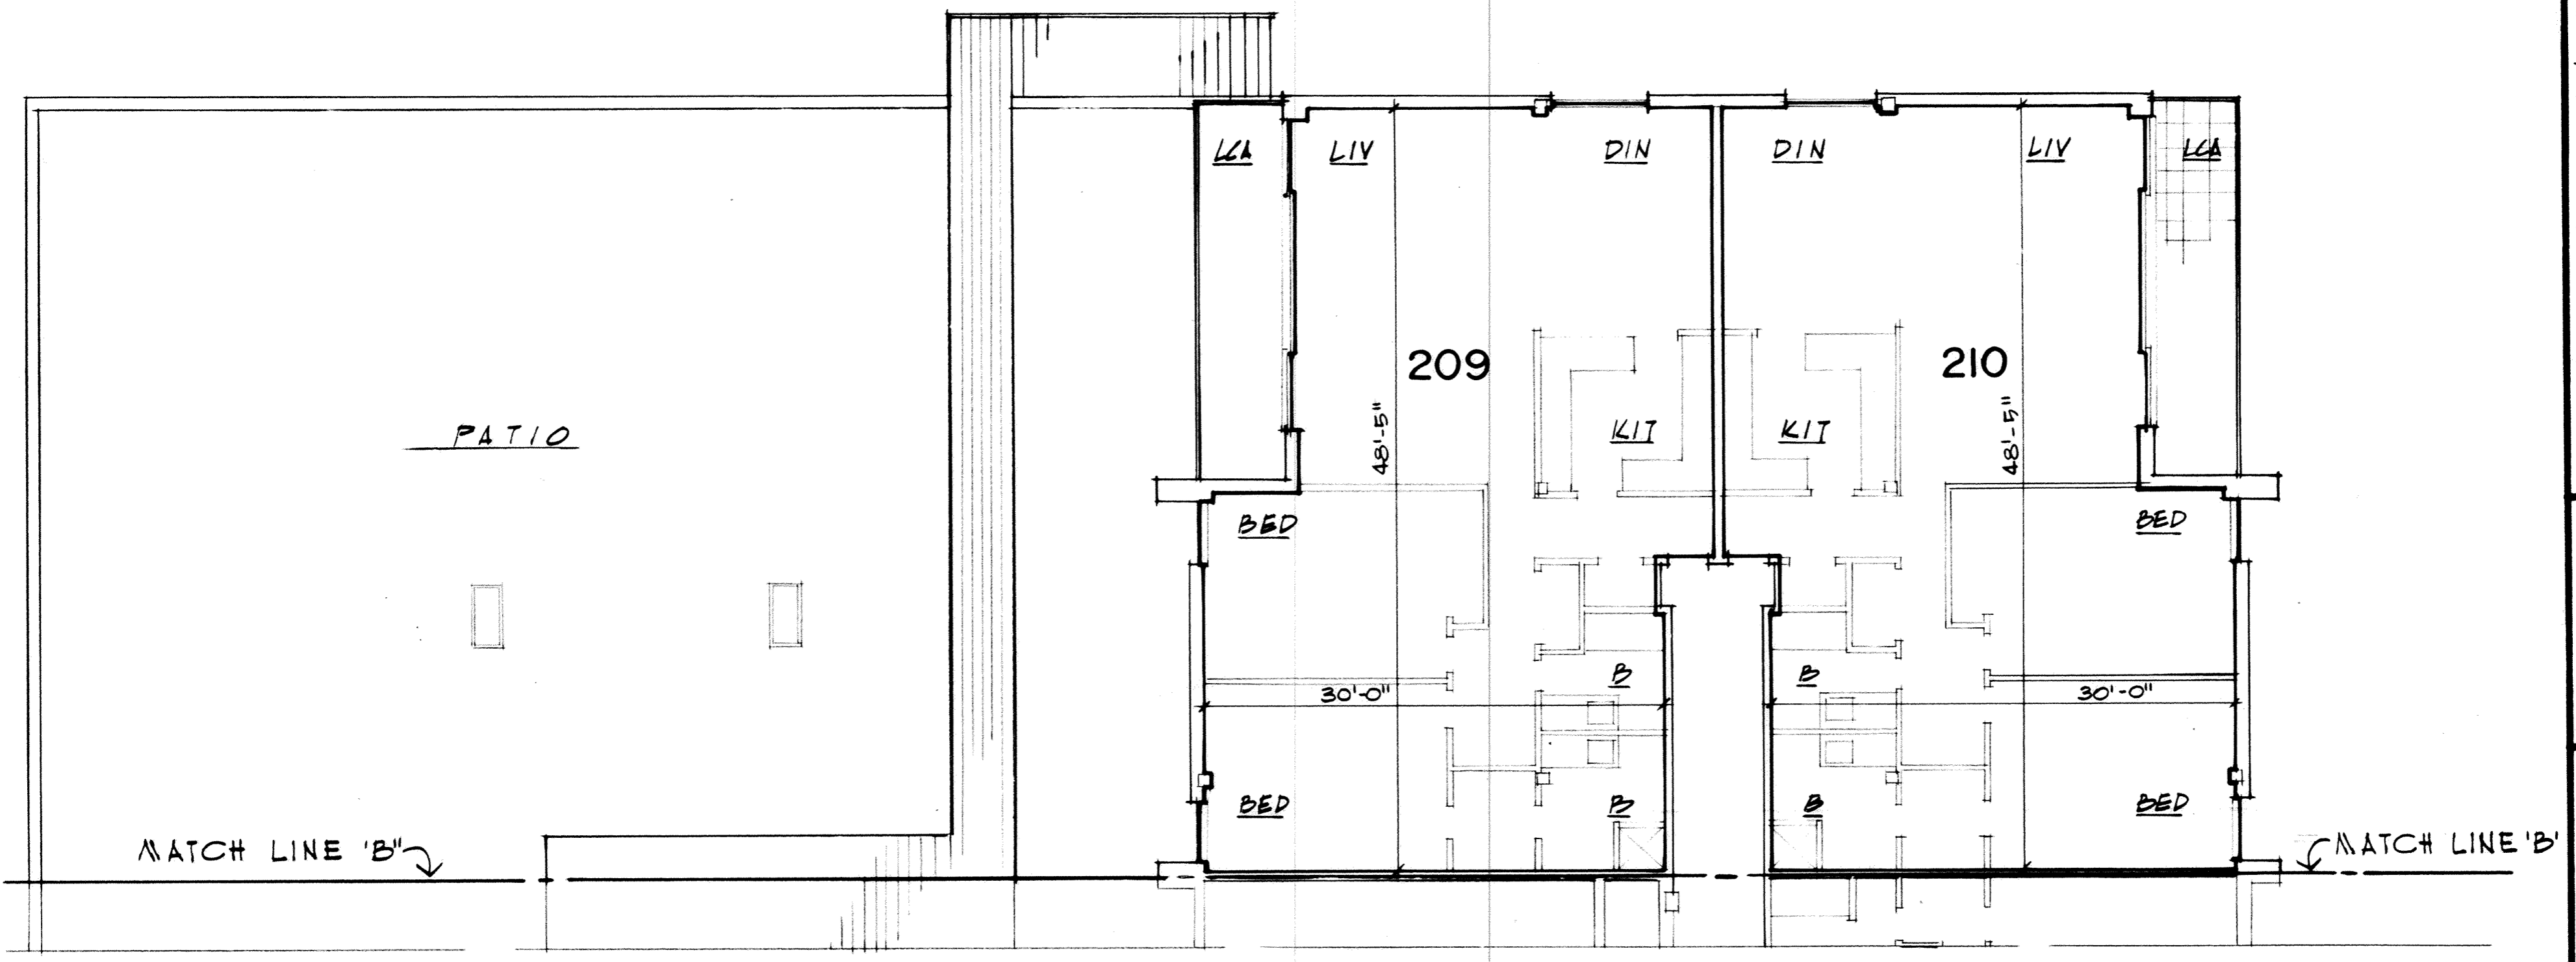 LCA LIV DIN DIN LIV LCA
209 210
48'-5" 48'-5"
PATIO KIT KIT
BED BED
B B
30'-0" 30'-0"
BED B B BED
MATCH LINE 'B" MATCH LINE 'B'